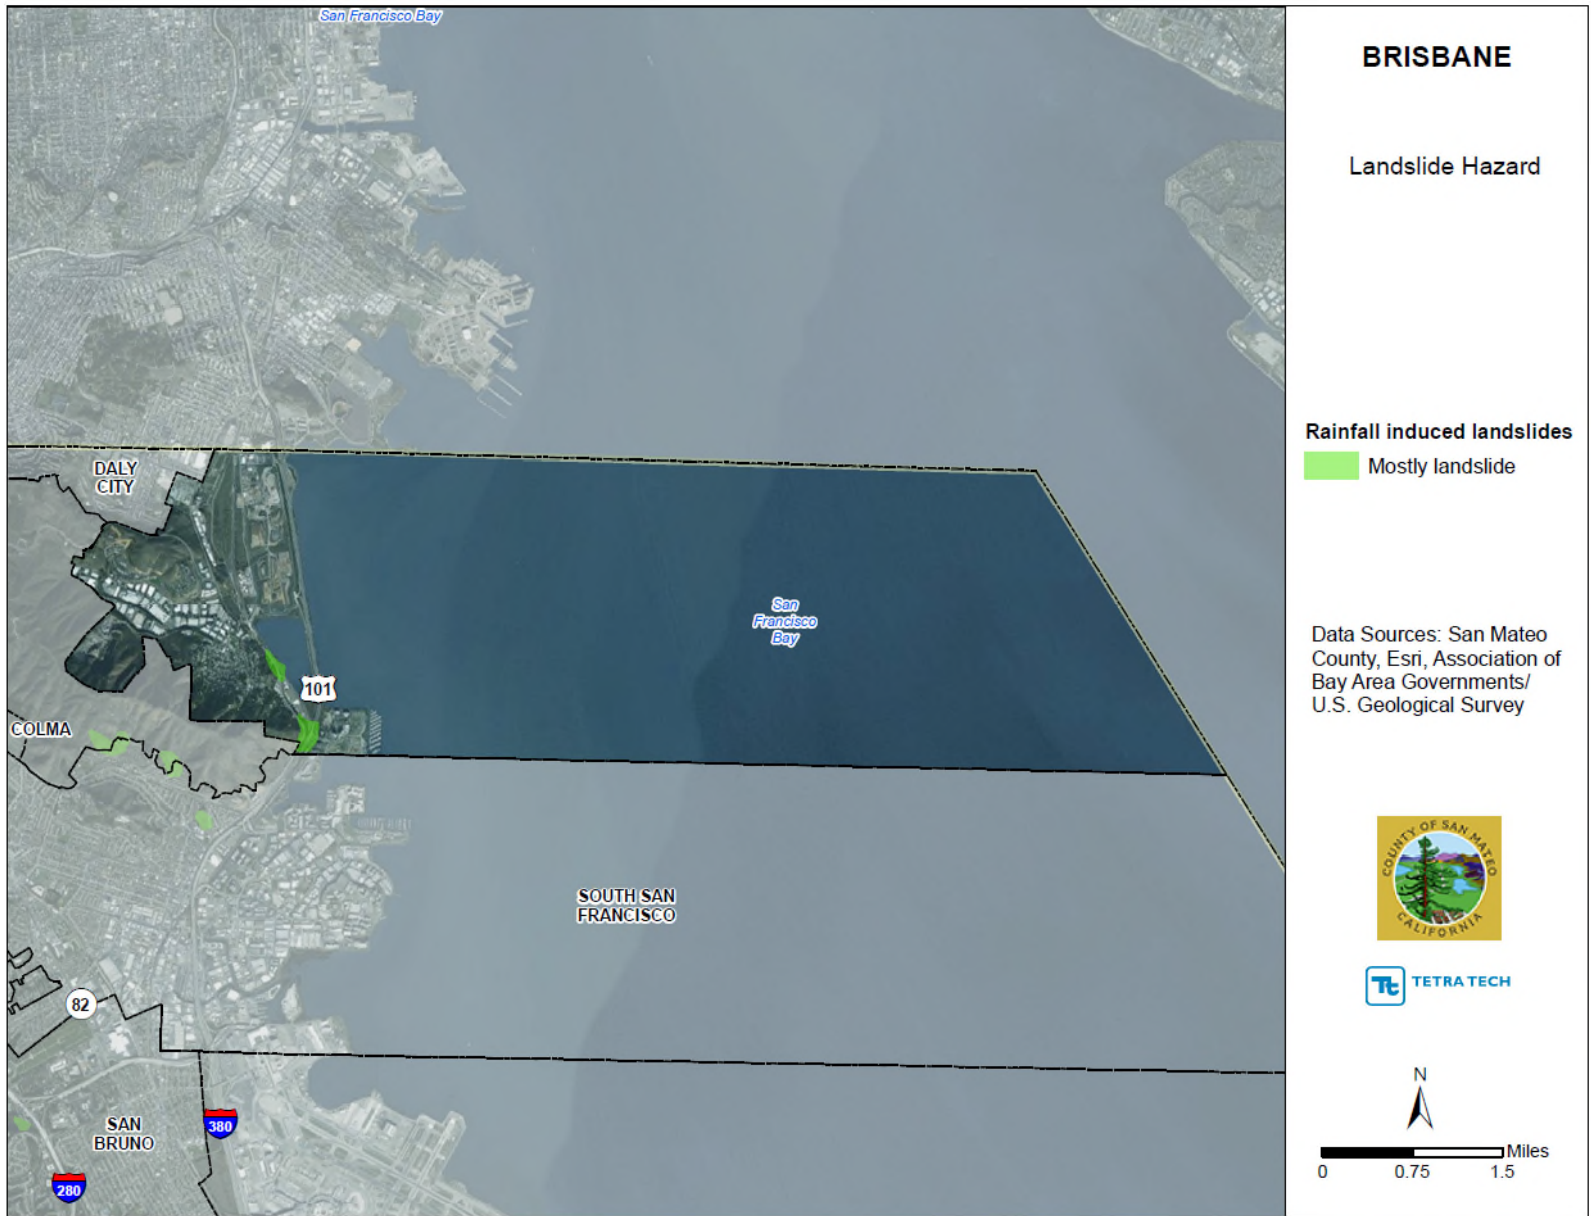 San Francisco Bay
DALY
CITY
San
Francisco
Bay
101
COLMA
SOUTH SAN
FRANCISCO
82
SAN
BRUNO
380
280
BRISBANE
Landslide Hazard
Rainfall induced landslides
Mostly landslide
Data Sources: San Mateo
County, Esri, Association of
Bay Area Governments/
U.S. Geological Survey
COUNTY OF SAN MATEO
CALIFORNIA
Tt TETRA TECH
N
Miles
0 0.75 1.5